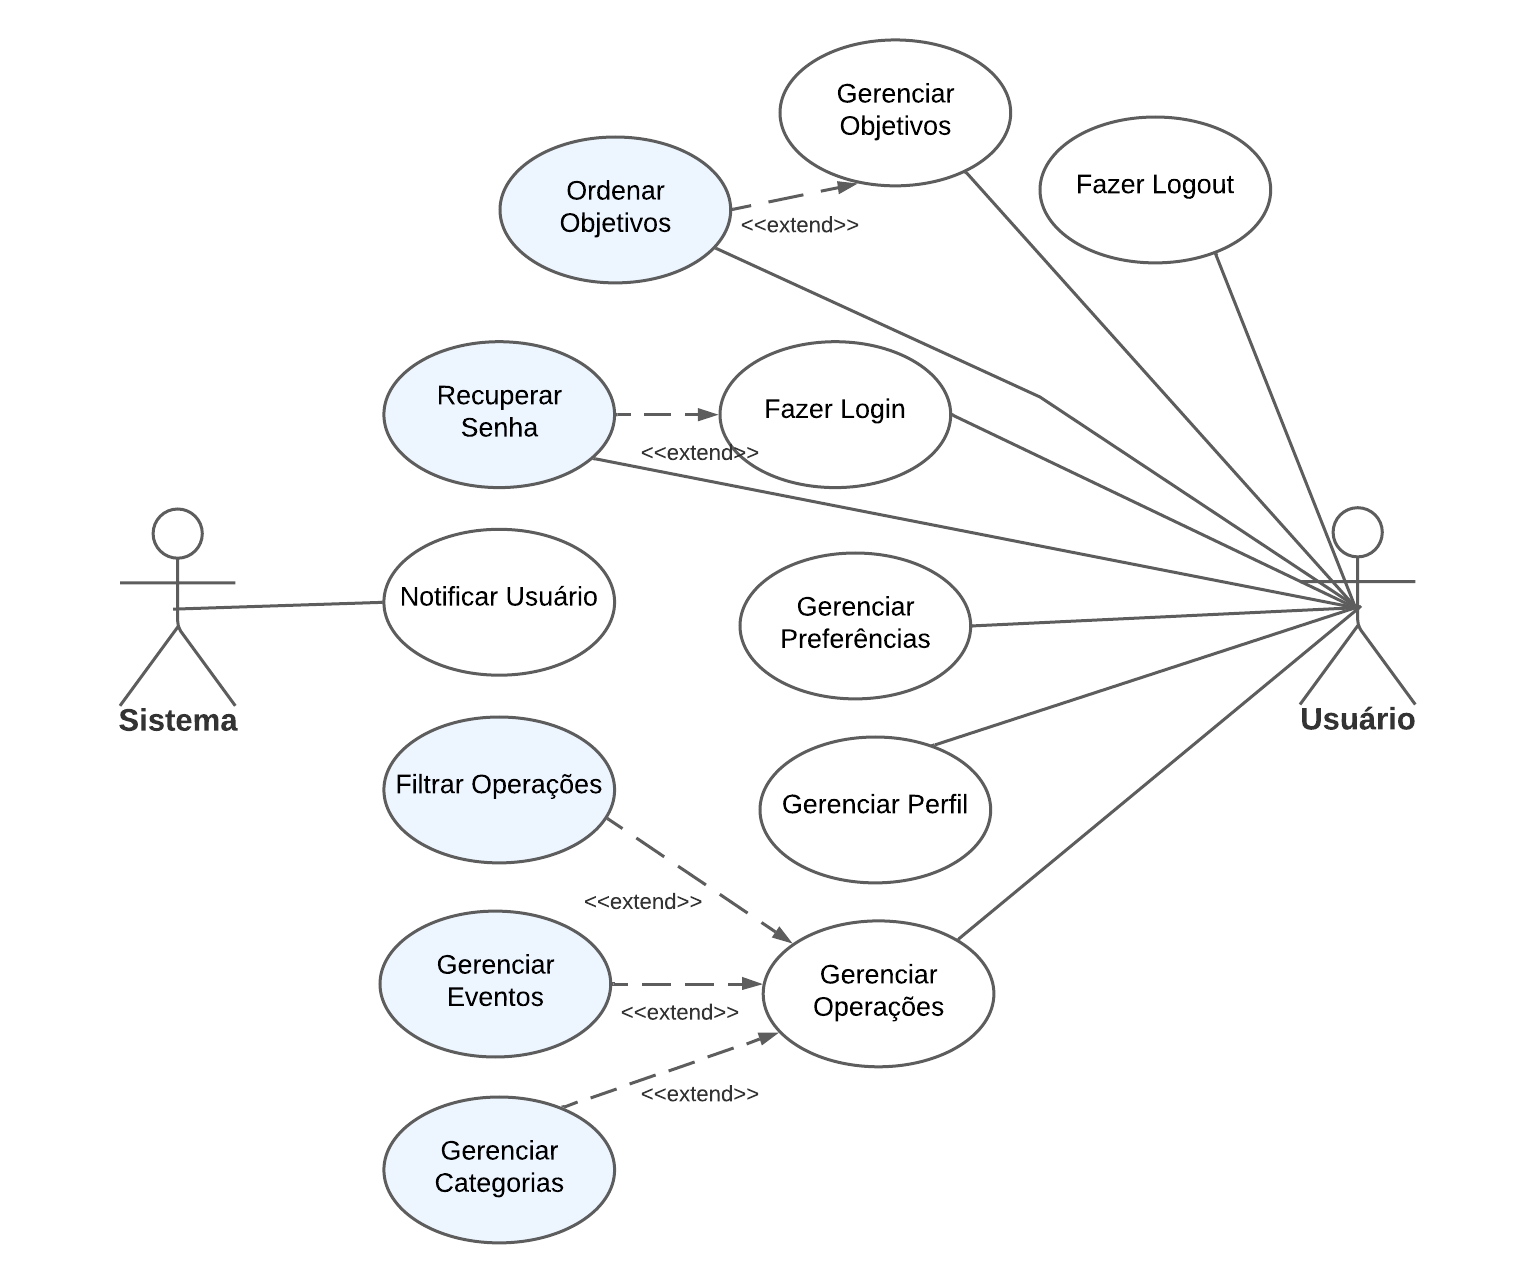 Gerenciar
Objetivos
Fazer Logout
Ordenar
Objetivos
<<extend>>
Recuperar
Senha
Fazer Login
<<extend>>
Notificar Usuário
Gerenciar
Preferências
Sistema
Usuário
Filtrar Operações
Gerenciar Perfil
<<extend>>
Gerenciar
Eventos
<<extend>>
Gerenciar
Operações
<<extend>>
Gerenciar
Categorias